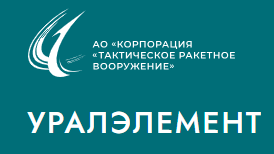 АО «КОРПОРАЦИЯ
«ТАКТИЧЕСКОЕ РАКЕТНОЕ
ВООРУЖЕНИЕ»
УРАЛЭЛЕМЕНТ